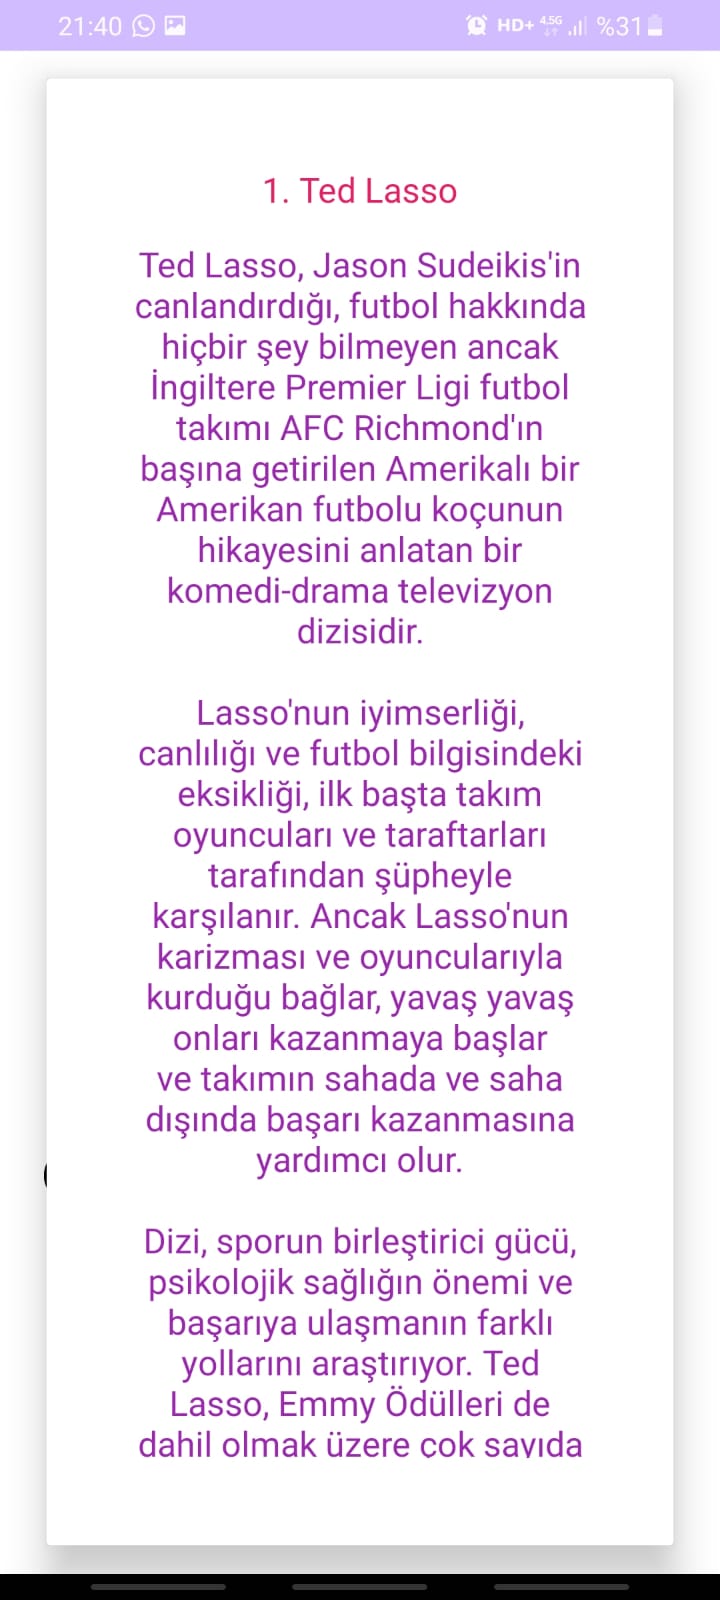 21:40 HD+ 4.5G %31
1. Ted Lasso
Ted Lasso, Jason Sudeikis'in
canlandırdığı, futbol hakkında
hiçbir şey bilmeyen ancak
İngiltere Premier Ligi futbol
takımı AFC Richmond'ın
başına getirilen Amerikalı bir
Amerikan futbolu koçunun
hikayesini anlatan bir
komedi-drama televizyon
dizisidir.
Lasso'nun iyimserliği,
canlılığı ve futbol bilgisindeki
eksikliği, ilk başta takım
oyuncuları ve taraftarları
tarafından şüpheyle
karşılanır. Ancak Lasso'nun
karizması ve oyuncularıyla
kurduğu bağlar, yavaş yavaş
onları kazanmaya başlar
ve takımın sahada ve saha
dışında başarı kazanmasına
yardımcı olur.
Dizi, sporun birleştirici gücü,
psikolojik sağlığın önemi ve
başarıya ulaşmanın farklı
yollarını araştırıyor. Ted
Lasso, Emmy Ödülleri de
dahil olmak üzere çok sayıda